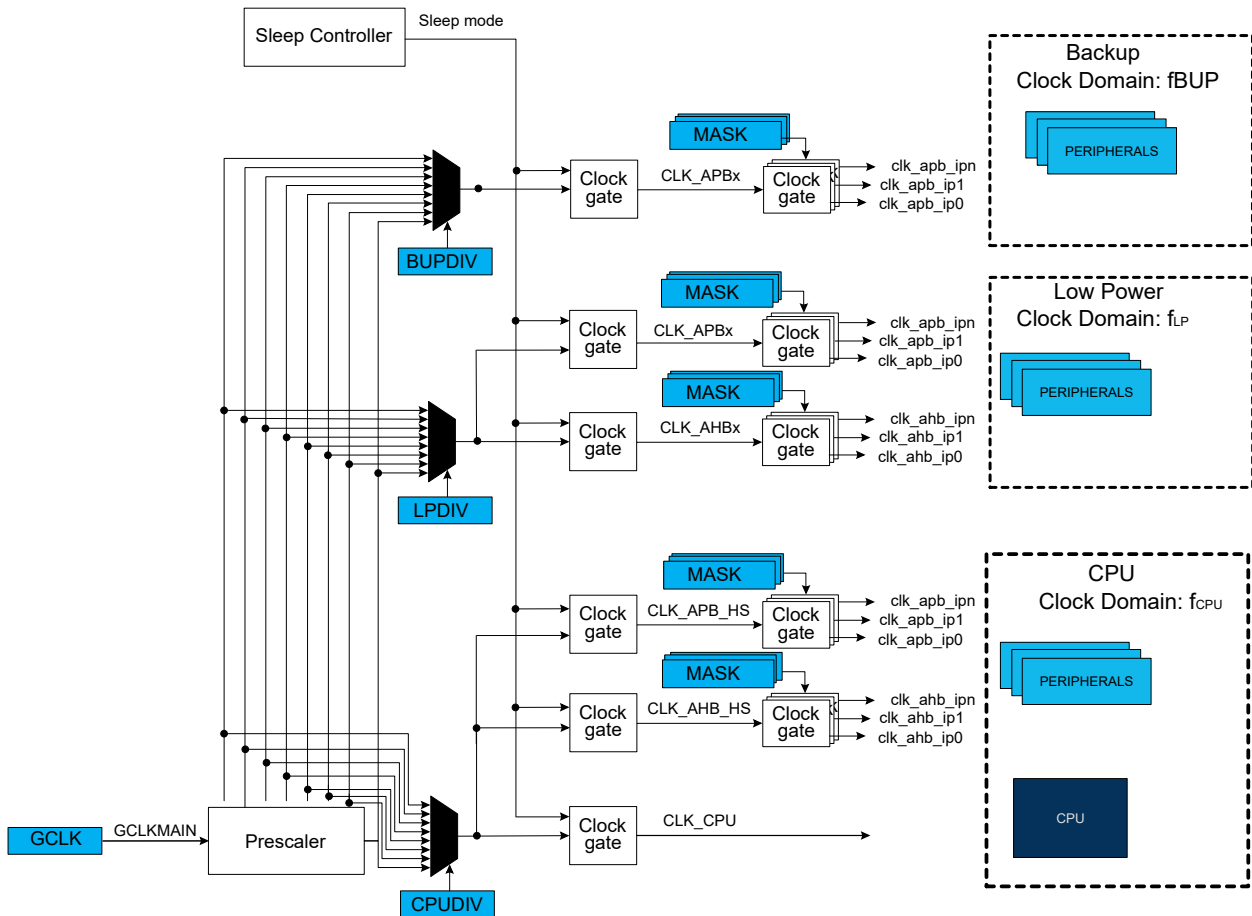 Sleep Controller
Sleep mode
Backup
Clock Domain: fBUP
PERIPHERALS
MASK
Clock
gate
CLK_APBx
Clock
gate
clk_apb_ipn
clk_apb_ip1
clk_apb_ip0
BUPDIV
Low Power
Clock Domain: fLP
PERIPHERALS
MASK
Clock
gate
CLK_APBx
Clock
gate
clk_apb_ipn
clk_apb_ip1
clk_apb_ip0
MASK
Clock
gate
CLK_AHBx
Clock
gate
clk_ahb_ipn
clk_ahb_ip1
clk_ahb_ip0
LPDIV
CPU
Clock Domain: fCPU
PERIPHERALS
MASK
Clock
gate
CLK_APB_HS
Clock
gate
clk_apb_ipn
clk_apb_ip1
clk_apb_ip0
MASK
Clock
gate
CLK_AHB_HS
Clock
gate
clk_ahb_ipn
clk_ahb_ip1
clk_ahb_ip0
CPU
GCLK
GCLKMAIN
Prescaler
Clock
gate
CLK_CPU
CPUDIV